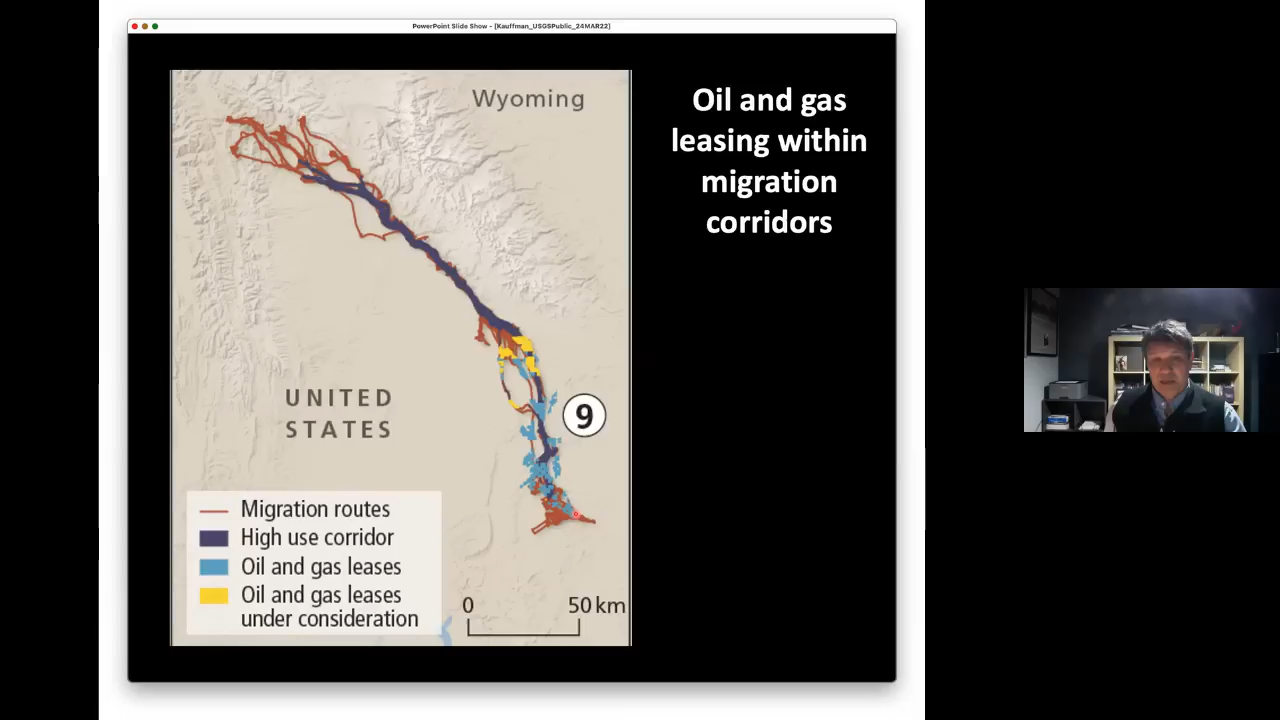 PowerPoint Slide Show - [Kauffman_USGSPublic_24MAR22]
Wyoming
Oil and gas
leasing within
migration
corridors
UNITED
STATES
9
Migration routes
High use corridor
Oil and gas leases
Oil and gas leases
under consideration
0 50 km